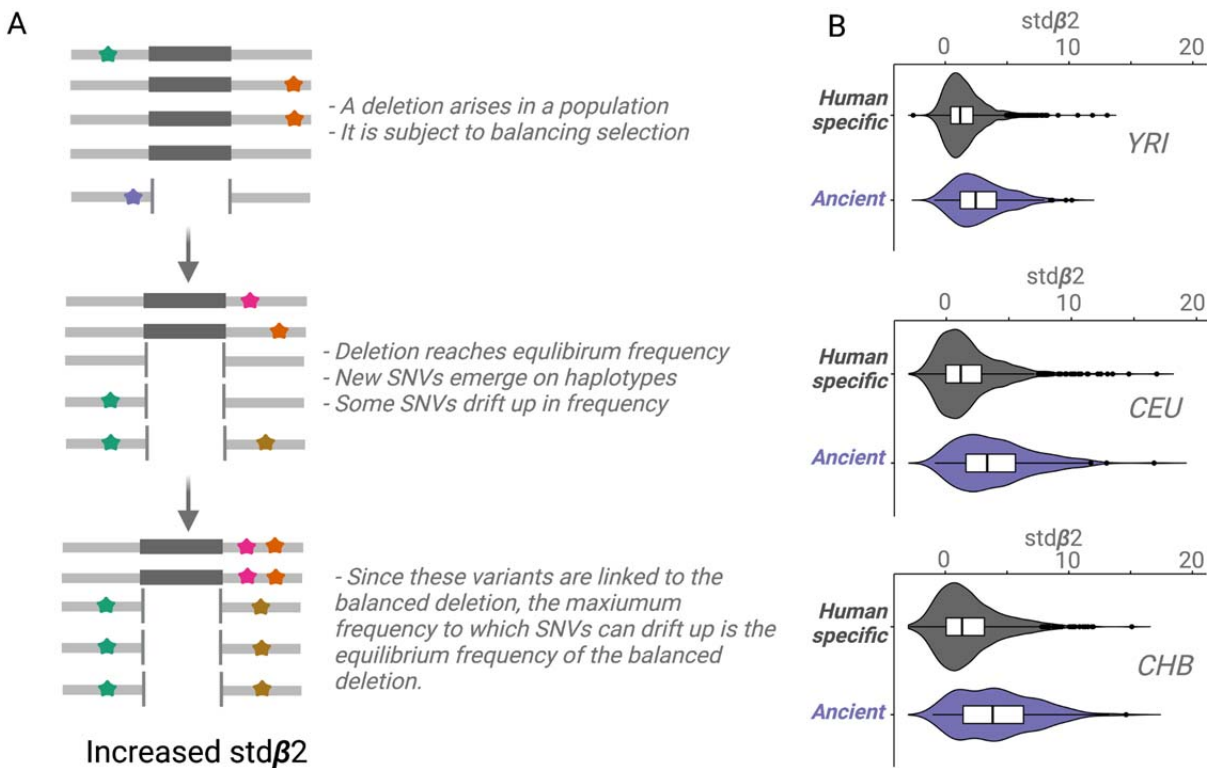 A
- A deletion arises in a population
- It is subject to balancing selection
- Deletion reaches equlibirum frequency
- New SNVs emerge on haplotypes
- Some SNVs drift up in frequency
- Since these variants are linked to the
balanced deletion, the maxiumum
frequency to which SNVs can drift up is the
equilibrium frequency of the balanced
deletion.
Increased stdβ2
B
stdβ2
0 10 20
Human
specific
YRI
Ancient
stdβ2
0 10 20
Human
specific
CEU
Ancient
stdβ2
0 10 20
Human
specific
CHB
Ancient